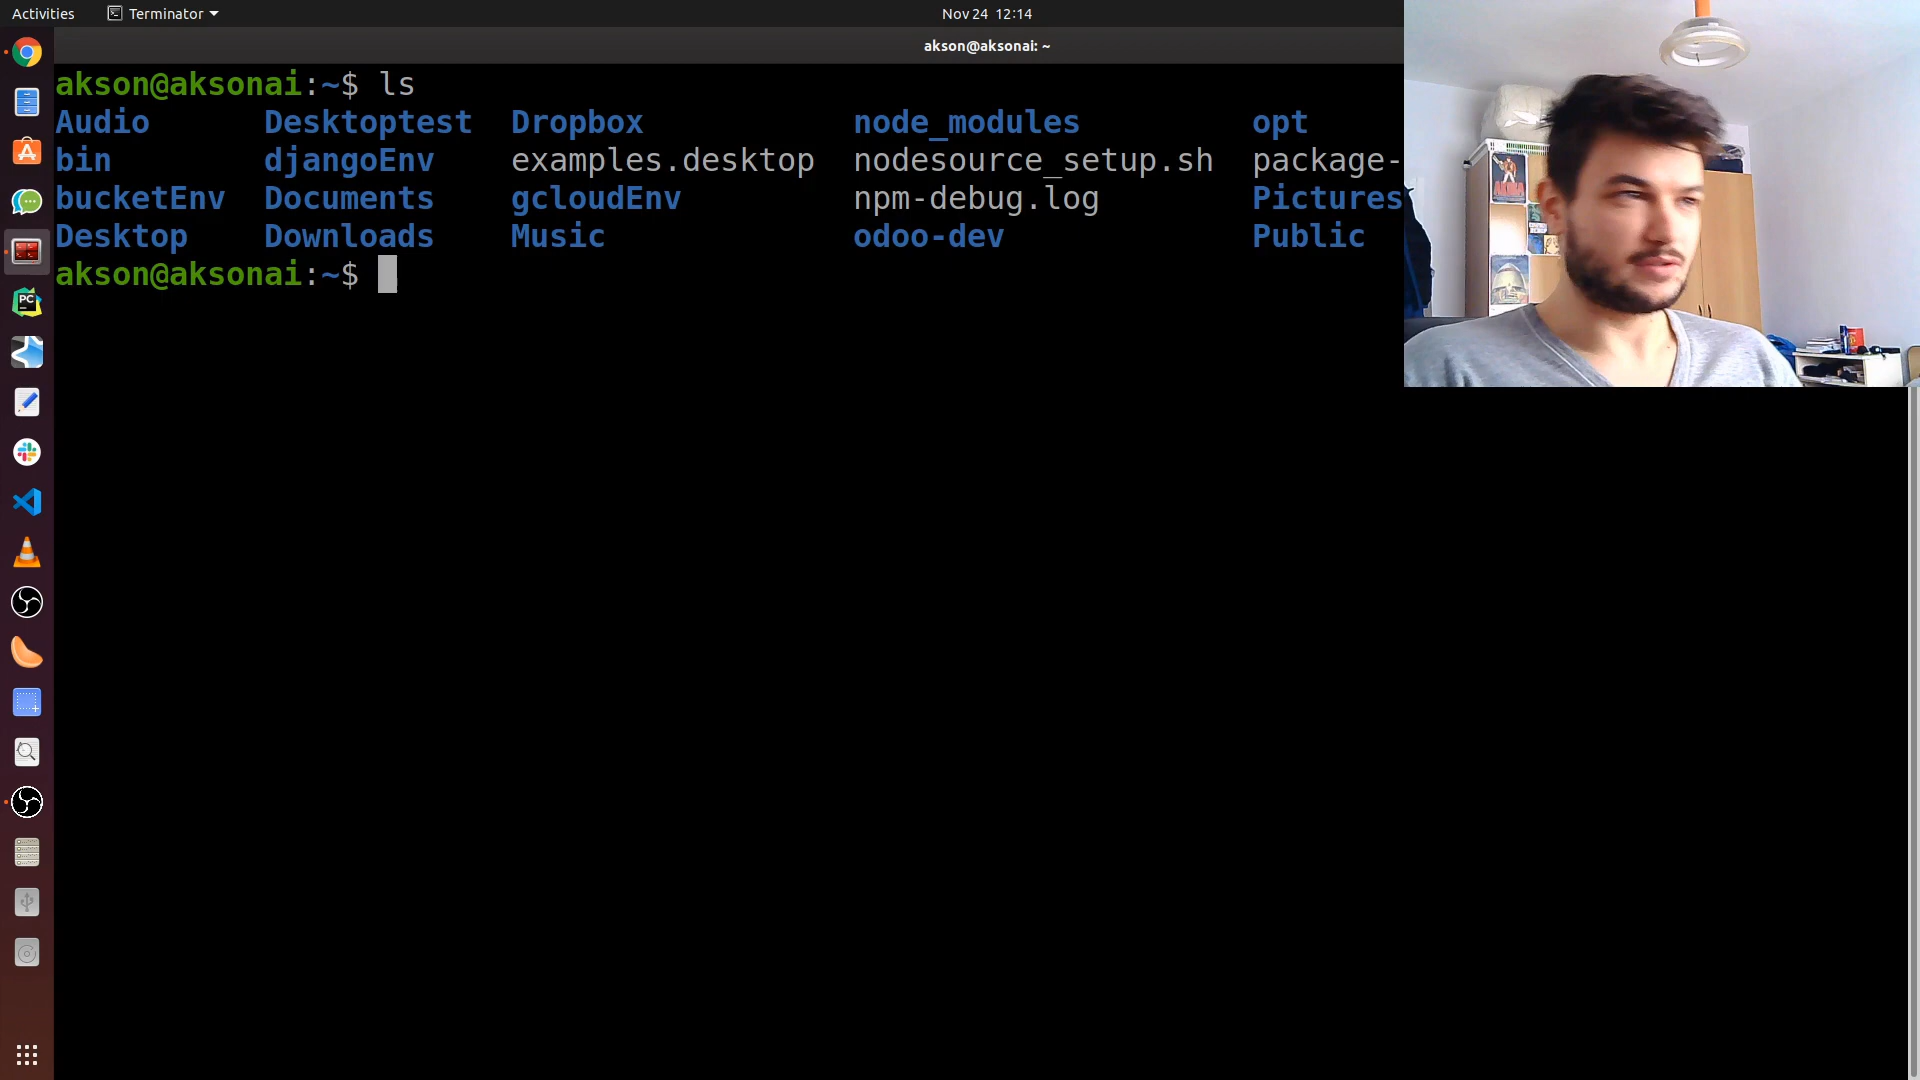 Activities Terminator Nov 24 12:14
akson@aksonai: ~
akson@aksonai:~$ ls
Audio Desktoptest Dropbox node_modules opt
bin djangoEnv examples.desktop nodesource_setup.sh package-
bucketEnv Documents gcloudEnv npm-debug.log Pictures
Desktop Downloads Music odoo-dev Public
akson@aksonai:~$
PC
AKIRA